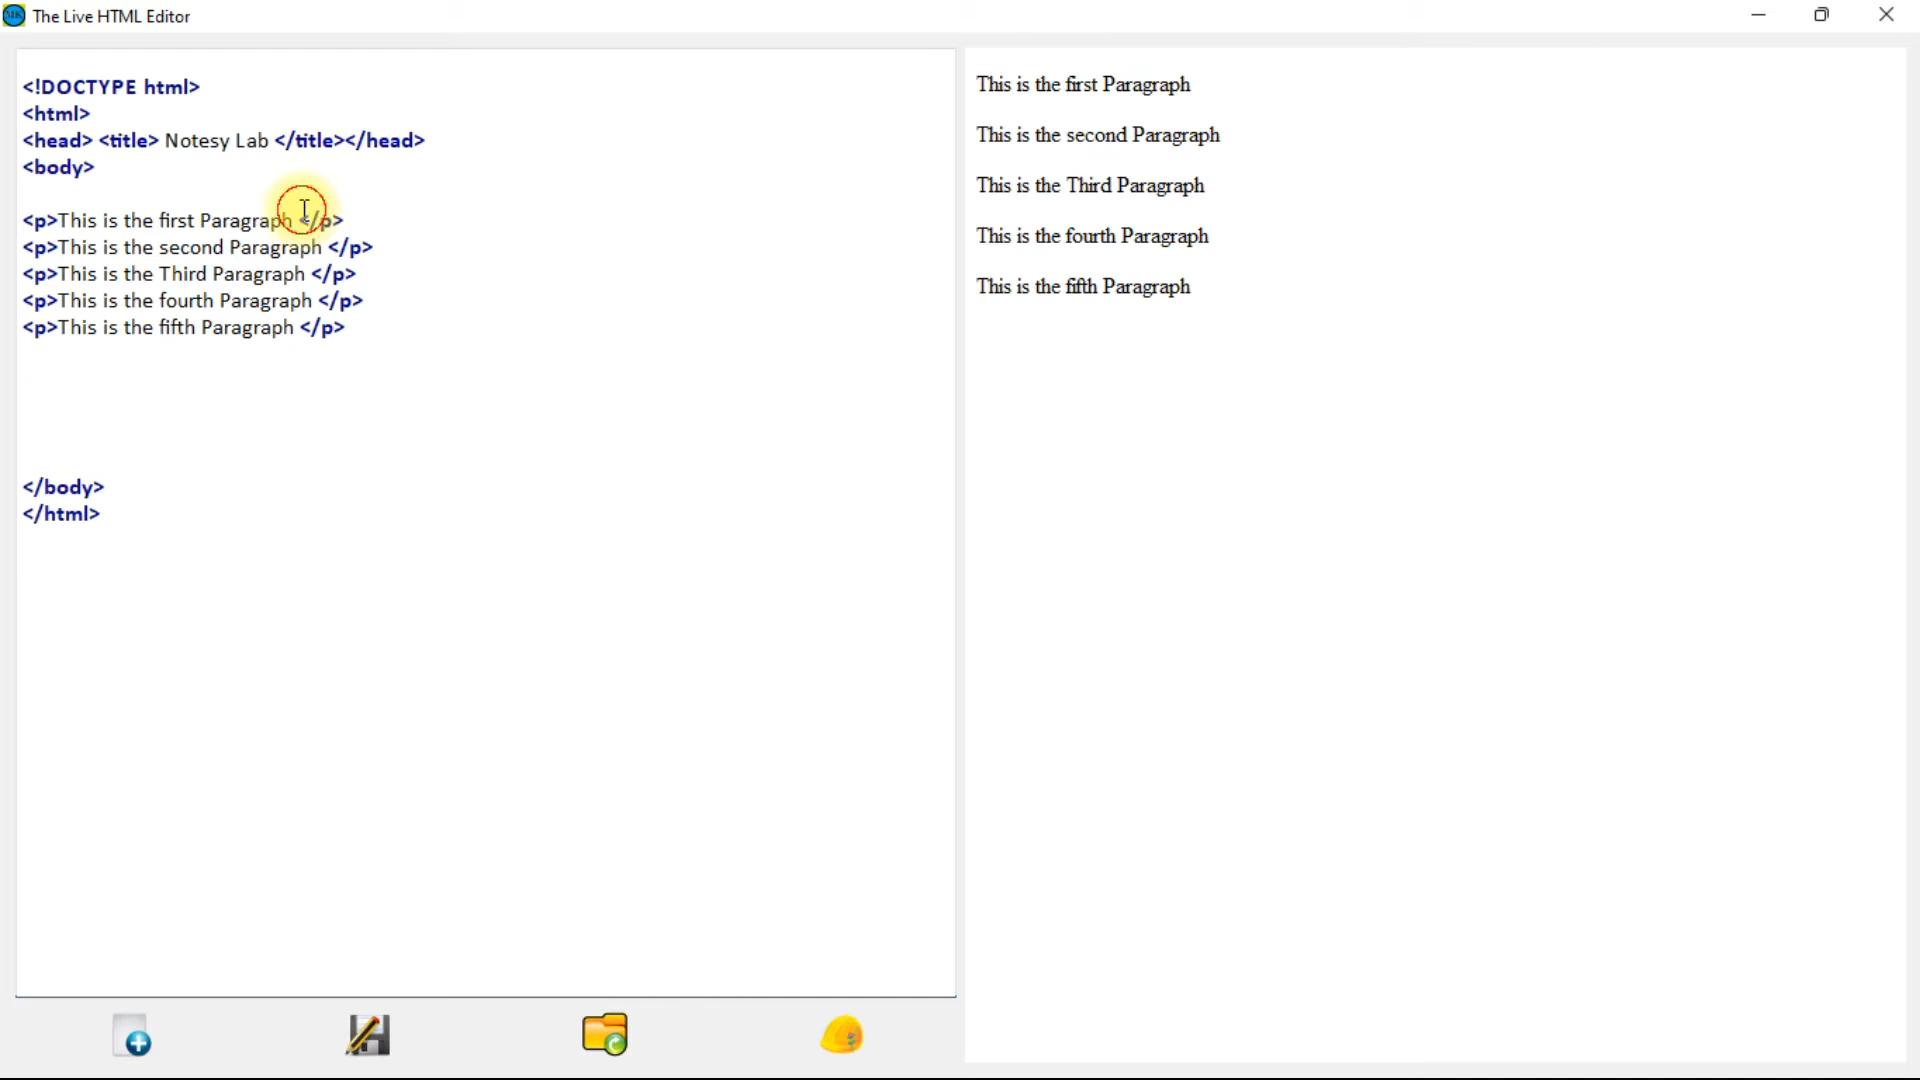 The Live HTML Editor
<!DOCTYPE html>
<html>
<head> <title> Notesy Lab </title></head>
<body>
<p>This is the first Paragraph </p>
<p>This is the second Paragraph </p>
<p>This is the Third Paragraph </p>
<p>This is the fourth Paragraph </p>
<p>This is the fifth Paragraph </p>
</body>
</html>
This is the first Paragraph
This is the second Paragraph
This is the Third Paragraph
This is the fourth Paragraph
This is the fifth Paragraph